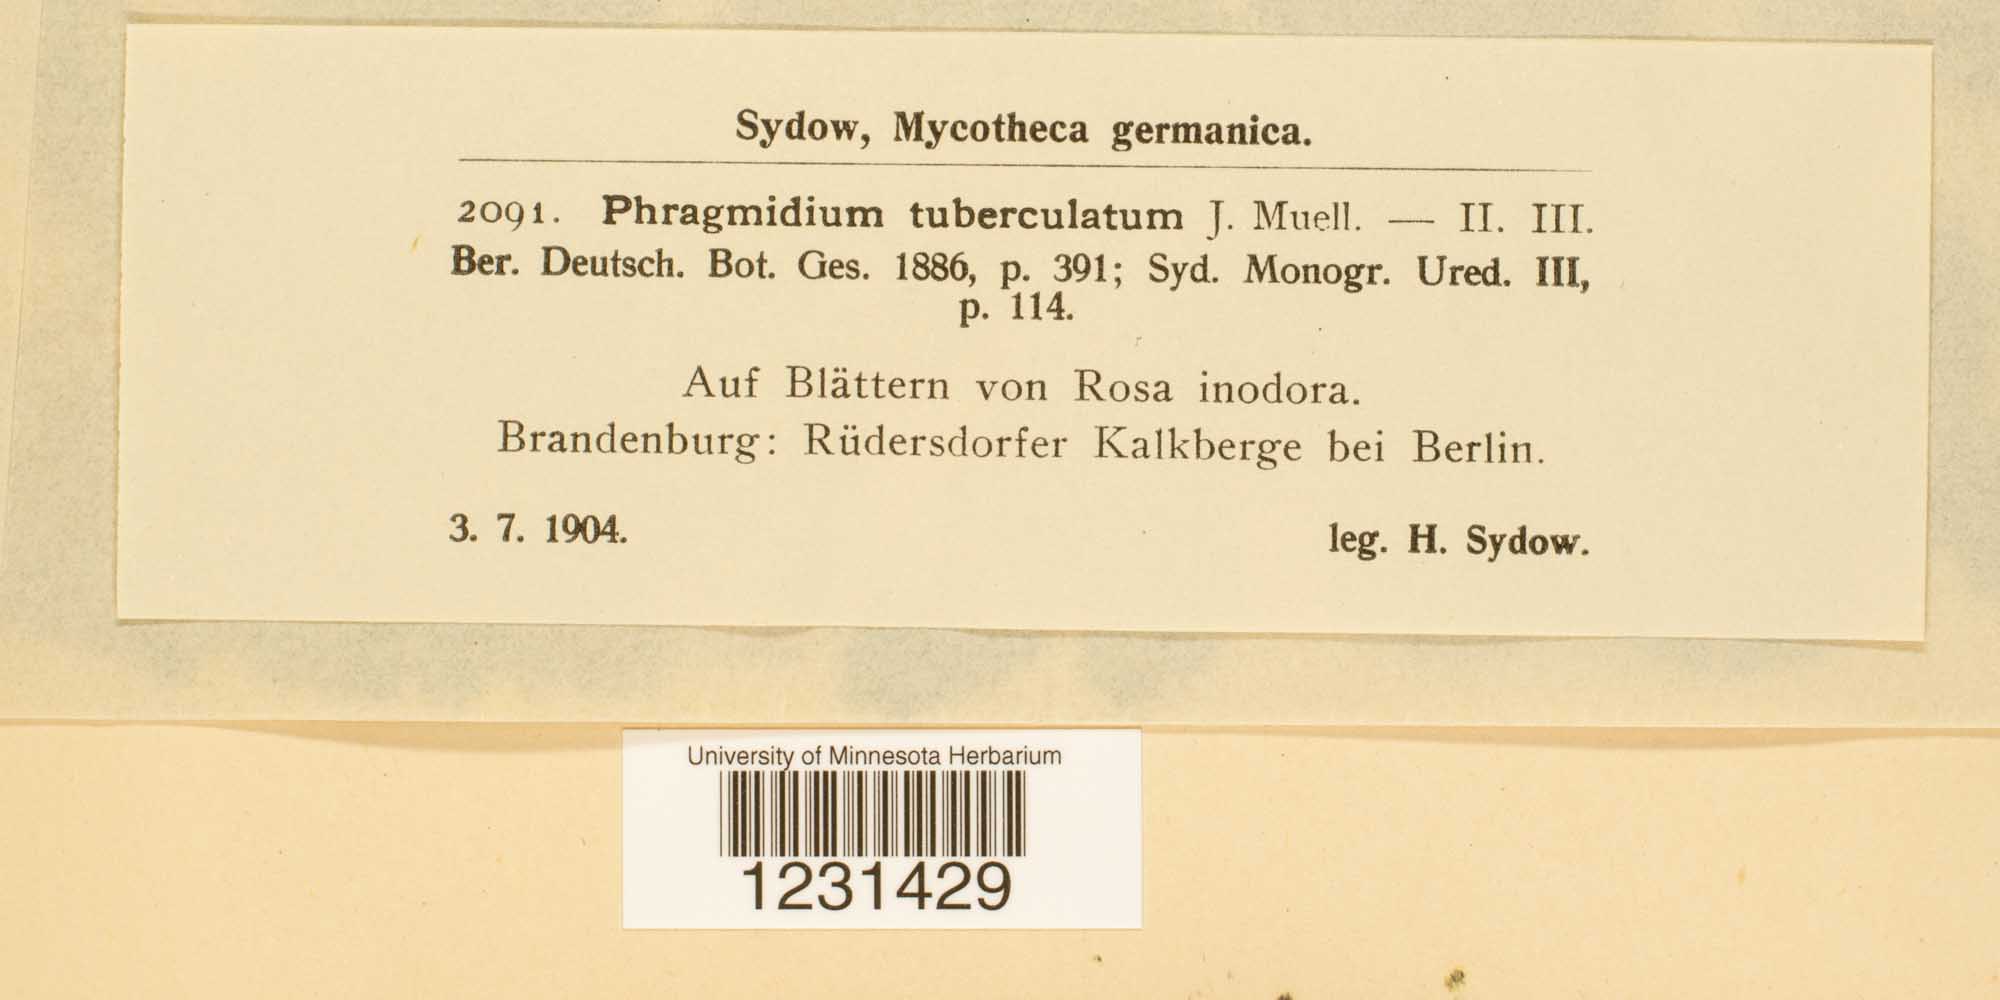 Sydow, Mycotheca germanica.
2091. Phragmidium tuberculatum J. Muell. — II. III.
Ber. Deutsch. Bot. Ges. 1886, p. 391; Syd. Monogr. Ured. III,
p. 114.
Auf Blättern von Rosa inodora.
Brandenburg: Rüdersdorfer Kalkberge bei Berlin.
3. 7. 1904. leg. H. Sydow.
University of Minnesota Herbarium
1231429